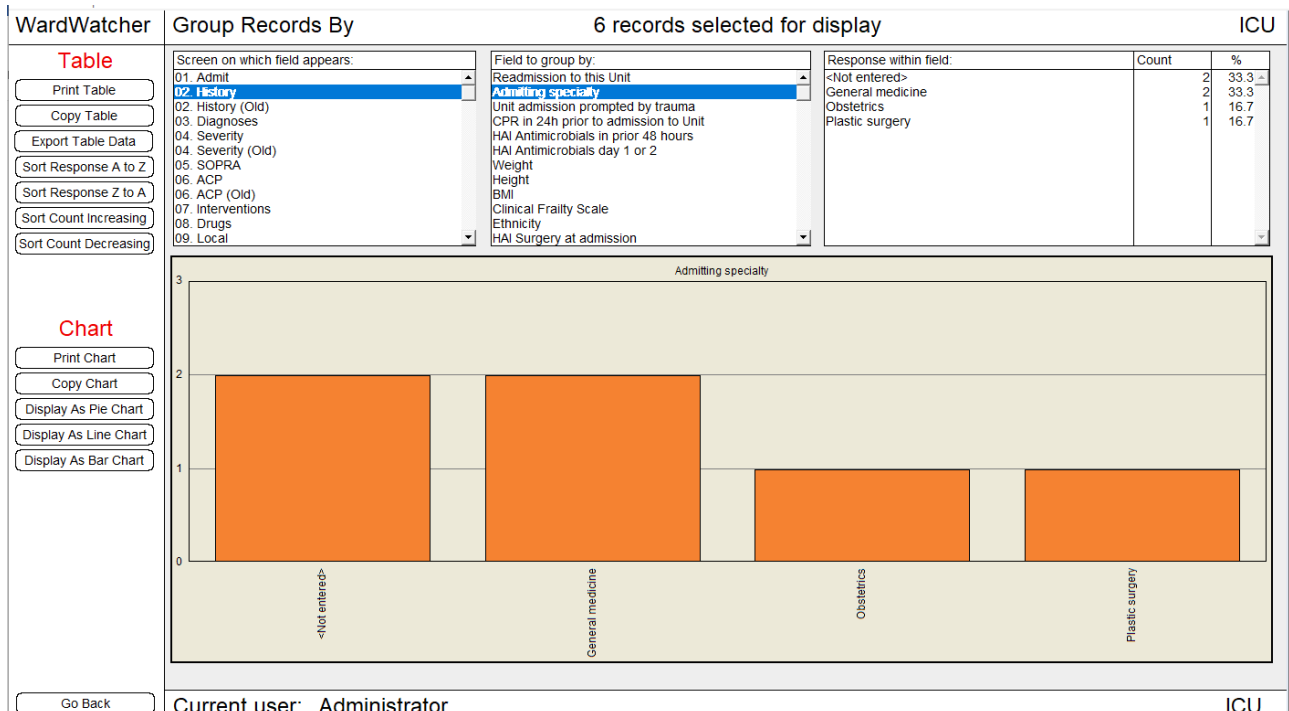 WardWatcher
Group Records By
6 records selected for display
ICU
Table
Print Table
Copy Table
Export Table Data
Sort Response A to Z
Sort Response Z to A
Sort Count Increasing
Sort Count Decreasing
Chart
Print Chart
Copy Chart
Display As Pie Chart
Display As Line Chart
Display As Bar Chart
Go Back
Screen on which field appears:
01. Admit
02. History
02. History (Old)
03. Diagnoses
04. Severity
04. Severity (Old)
05. SOPRA
06. ACP
06. ACP (Old)
07. Interventions
08. Drugs
09. Local
Field to group by:
Readmission to this Unit
Admitting specialty
Unit admission prompted by trauma
CPR in 24h prior to admission to Unit
HAI Antimicrobials in prior 48 hours
HAI Antimicrobials day 1 or 2
Weight
Height
BMI
Clinical Frailty Scale
Ethnicity
HAI Surgery at admission
Response within field: Count %
<Not entered> 2 33.3
General medicine 2 33.3
Obstetrics 1 16.7
Plastic surgery 1 16.7
Admitting specialty
3
2
1
0
<Not entered>
General medicine
Obstetrics
Plastic surgery
Current user: Administrator
ICU